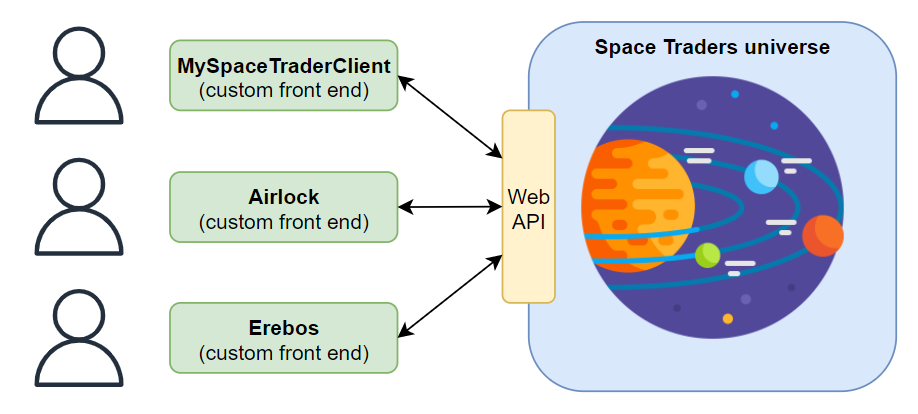 Space Traders universe
MySpaceTraderClient
(custom front end)
Airlock
(custom front end)
Erebos
(custom front end)
Web
API